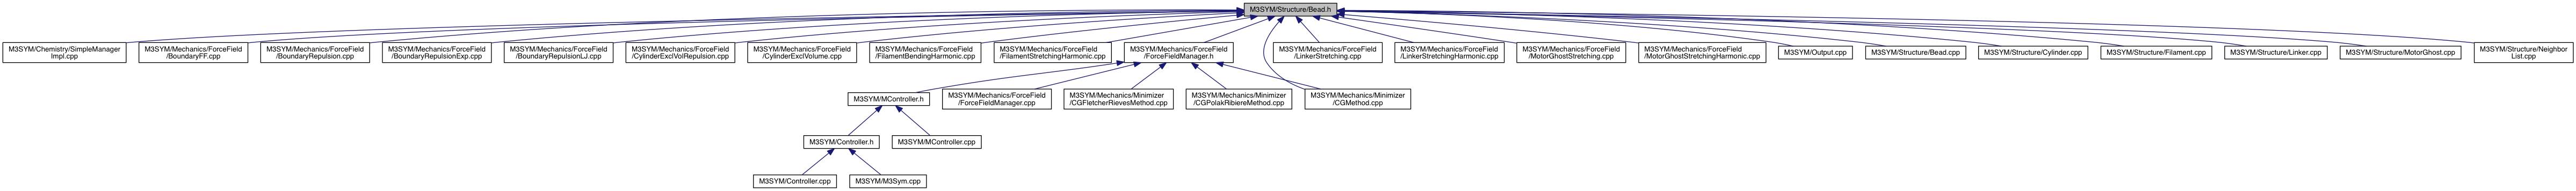 M3SYM/Structure/Bead.h
M3SYM/Chemistry/SimpleManager
Impl.cpp
M3SYM/Mechanics/ForceField
/BoundaryFF.cpp
M3SYM/Mechanics/ForceField
/BoundaryRepulsion.cpp
M3SYM/Mechanics/ForceField
/BoundaryRepulsionExp.cpp
M3SYM/Mechanics/ForceField
/BoundaryRepulsionLJ.cpp
M3SYM/Mechanics/ForceField
/CylinderExclVolRepulsion.cpp
M3SYM/Mechanics/ForceField
/CylinderExclVolume.cpp
M3SYM/Mechanics/ForceField
/FilamentBendingHarmonic.cpp
M3SYM/Mechanics/ForceField
/FilamentStretchingHarmonic.cpp
M3SYM/Mechanics/ForceField
/ForceFieldManager.h
M3SYM/Mechanics/ForceField
/LinkerStretching.cpp
M3SYM/Mechanics/ForceField
/LinkerStretchingHarmonic.cpp
M3SYM/Mechanics/ForceField
/MotorGhostStretching.cpp
M3SYM/Mechanics/ForceField
/MotorGhostStretchingHarmonic.cpp
M3SYM/Output.cpp
M3SYM/Structure/Bead.cpp
M3SYM/Structure/Cylinder.cpp
M3SYM/Structure/Filament.cpp
M3SYM/Structure/Linker.cpp
M3SYM/Structure/MotorGhost.cpp
M3SYM/Structure/Neighbor
List.cpp
M3SYM/MController.h
M3SYM/Mechanics/ForceField
/ForceFieldManager.cpp
M3SYM/Mechanics/Minimizer
/CGFletcherRievesMethod.cpp
M3SYM/Mechanics/Minimizer
/CGPolakRibiereMethod.cpp
M3SYM/Mechanics/Minimizer
/CGMethod.cpp
M3SYM/Controller.h
M3SYM/MController.cpp
M3SYM/Controller.cpp
M3SYM/M3Sym.cpp